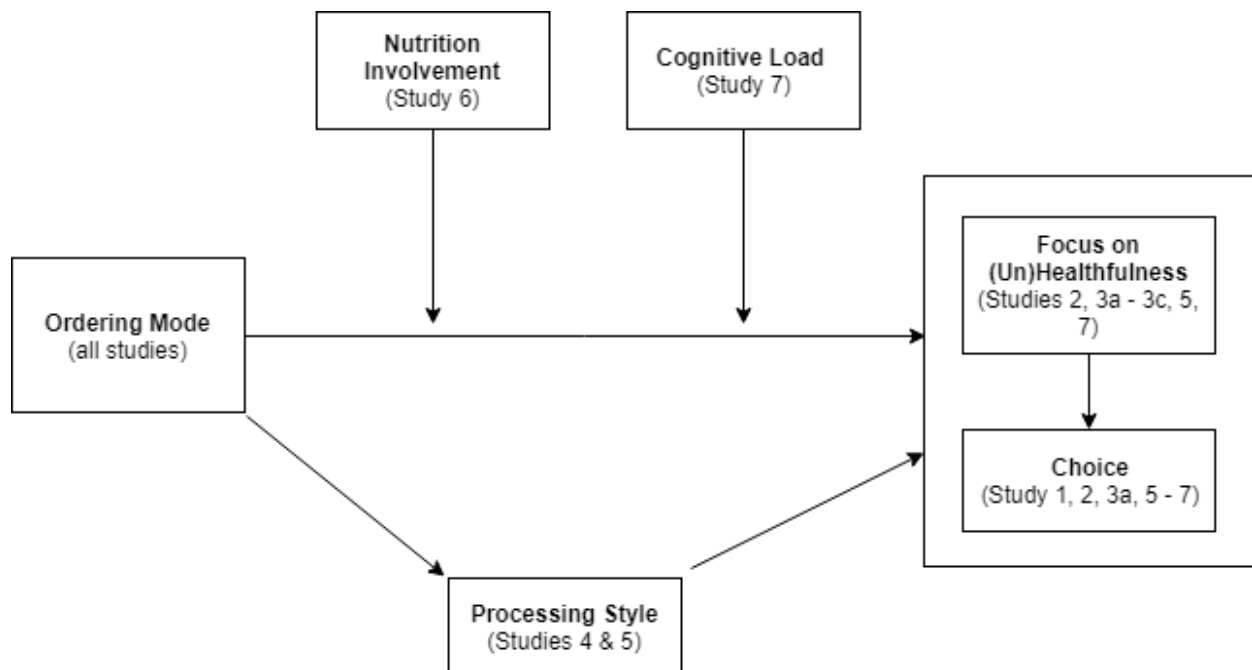 Nutrition
Involvement
(Study 6)
Cognitive Load
(Study 7)
Ordering Mode
(all studies)
Focus on
(Un)Healthfulness
(Studies 2, 3a - 3c, 5,
7)
Choice
(Study 1, 2, 3a, 5 - 7)
Processing Style
(Studies 4 & 5)